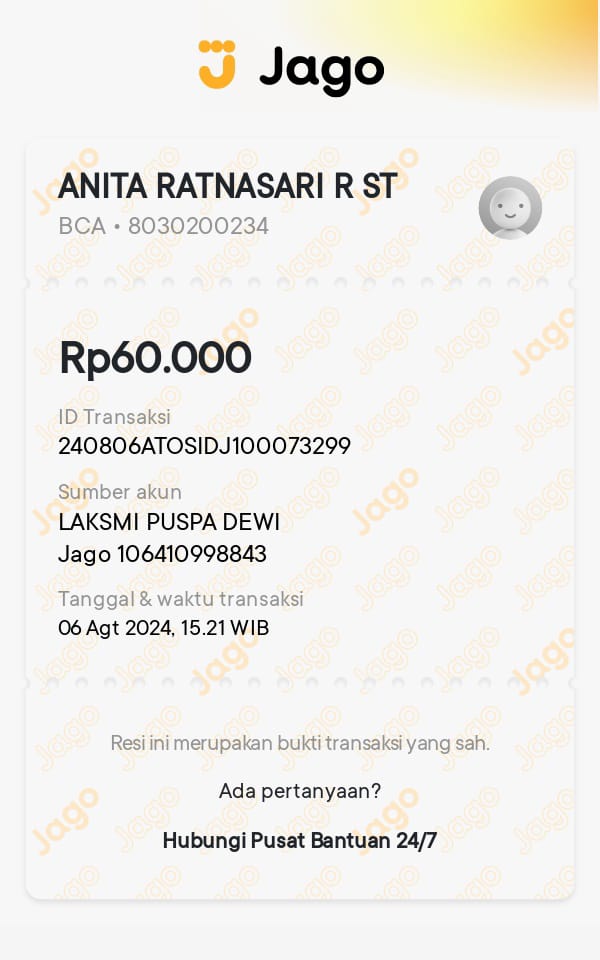 Jago
ANITA RATNASARI R ST
BCA • 8030200234
Rp60.000
ID Transaksi
240806ATOSIDJ100073299
Sumber akun
LAKSMI PUSPA DEWI
Jago 106410998843
Tanggal & waktu transaksi
06 Agt 2024, 15.21 WIB
Resi ini merupakan bukti transaksi yang sah.
Ada pertanyaan?
Hubungi Pusat Bantuan 24/7